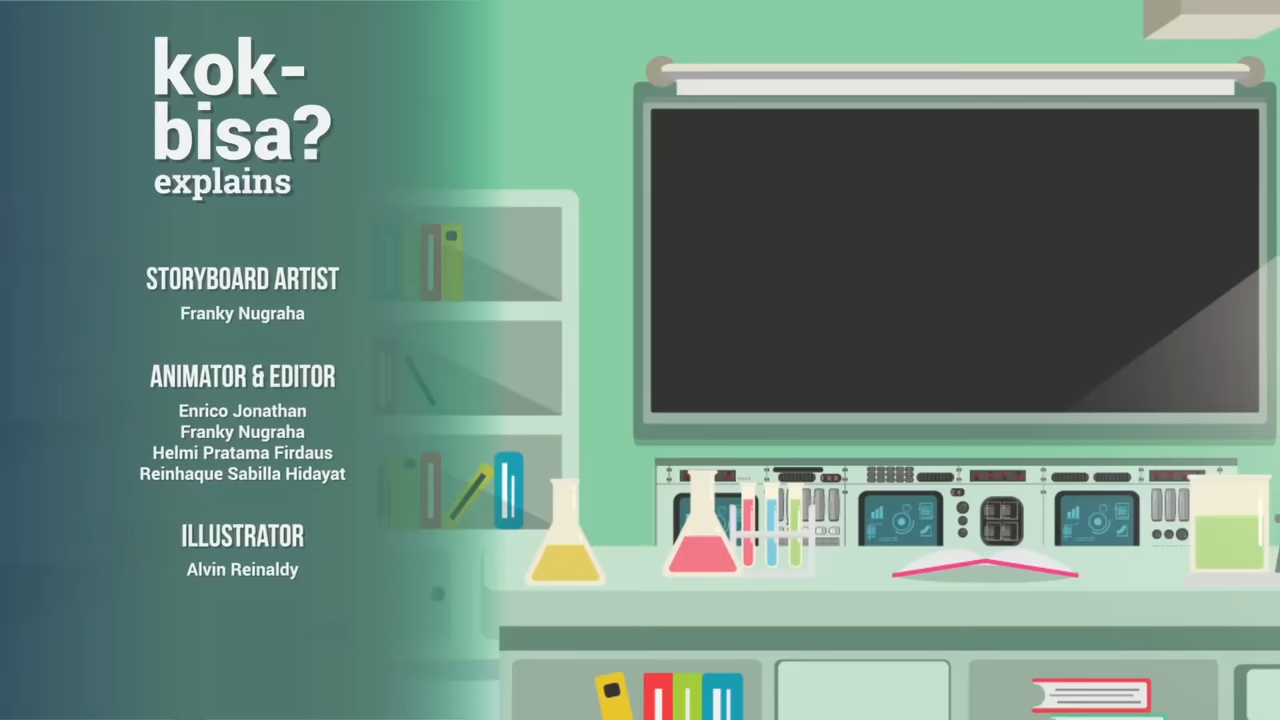 kok-
bisa?
explains
STORYBOARD ARTIST
Franky Nugraha
ANIMATOR & EDITOR
Enrico Jonathan
Franky Nugraha
Helmi Pratama Firdaus
Reinhaque Sabilla Hidayat
ILLUSTRATOR
Alvin Reinaldy